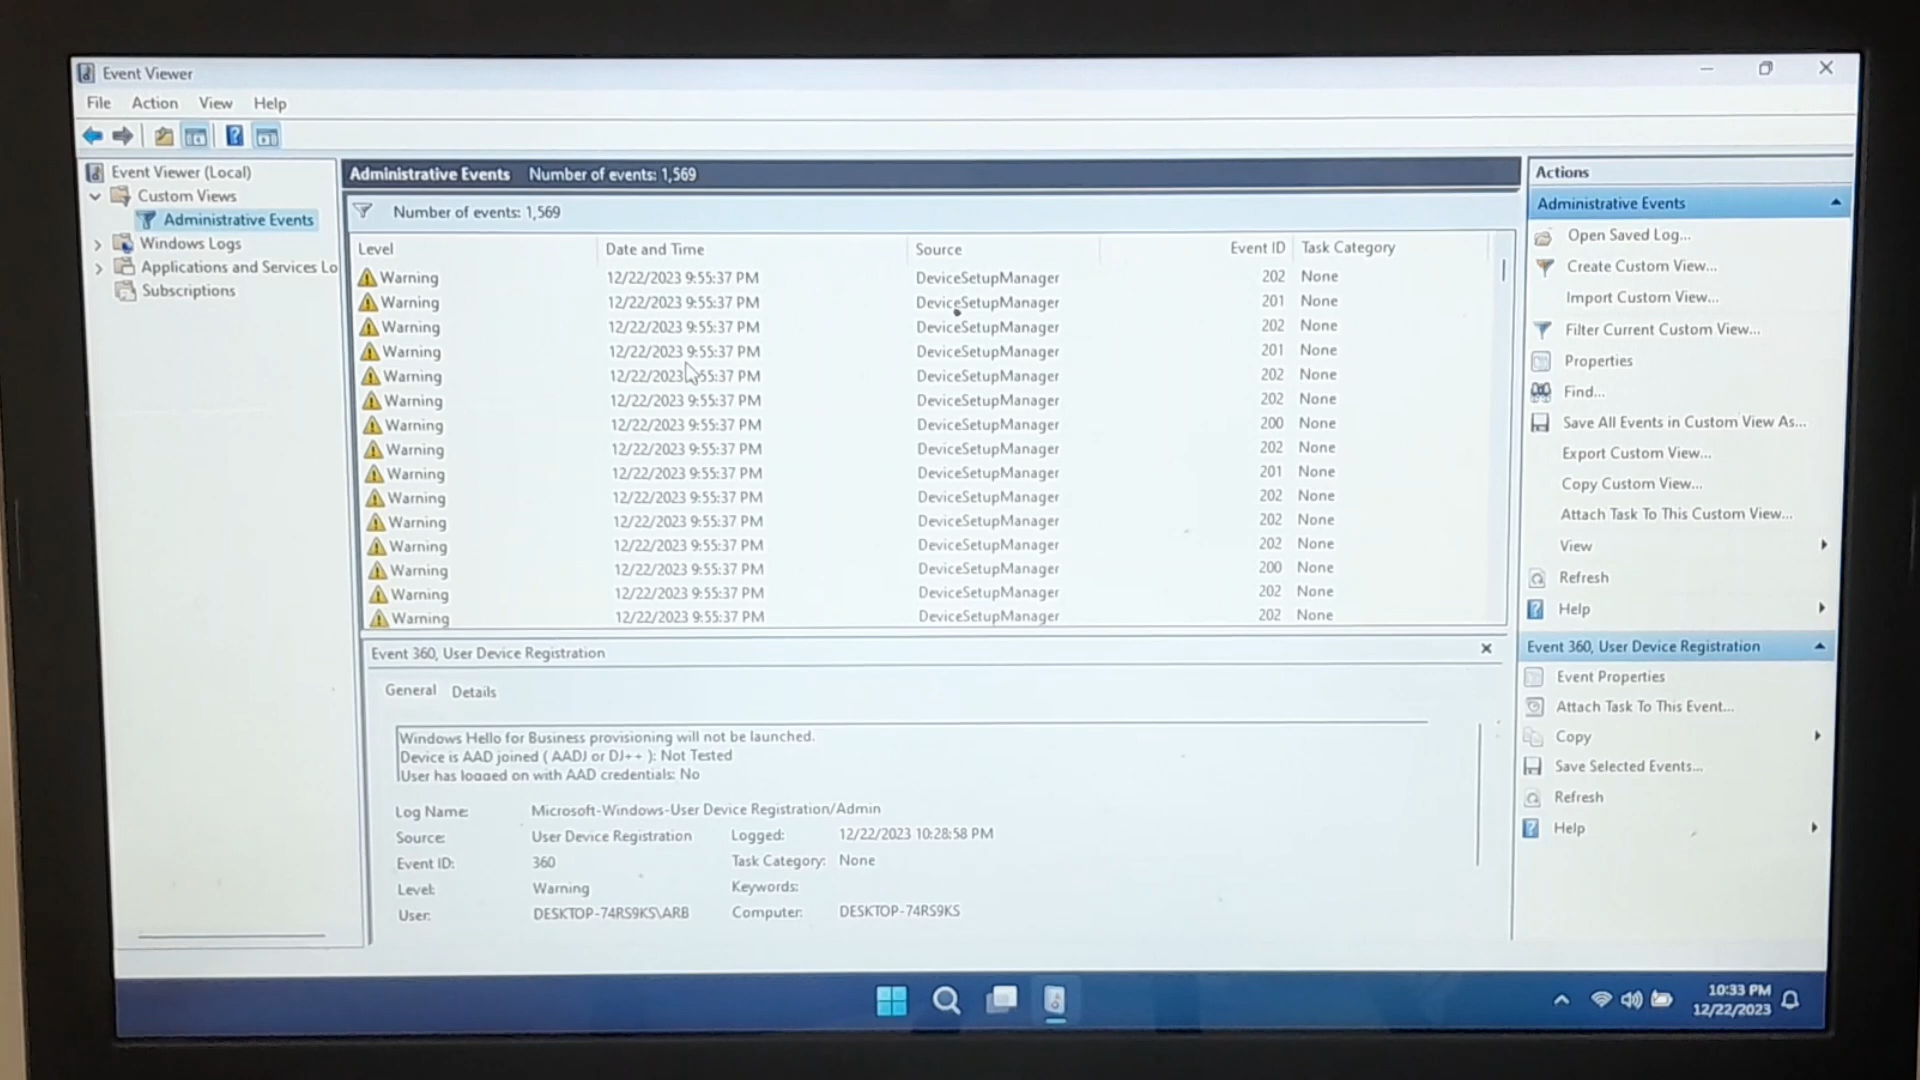 Event Viewer
File Action View Help
Event Viewer (Local)
Custom Views
Administrative Events
Windows Logs
Applications and Services Lo
Subscriptions
Administrative Events Number of events: 1,569
Number of events: 1,569
Level Date and Time Source Event ID Task Category
Warning 12/22/2023 9:55:37 PM DeviceSetupManager 202 None
Warning 12/22/2023 9:55:37 PM DeviceSetupManager 201 None
Warning 12/22/2023 9:55:37 PM DeviceSetupManager 202 None
Warning 12/22/2023 9:55:37 PM DeviceSetupManager 201 None
Warning 12/22/2023 9:55:37 PM DeviceSetupManager 202 None
Warning 12/22/2023 9:55:37 PM DeviceSetupManager 202 None
Warning 12/22/2023 9:55:37 PM DeviceSetupManager 200 None
Warning 12/22/2023 9:55:37 PM DeviceSetupManager 202 None
Warning 12/22/2023 9:55:37 PM DeviceSetupManager 201 None
Warning 12/22/2023 9:55:37 PM DeviceSetupManager 202 None
Warning 12/22/2023 9:55:37 PM DeviceSetupManager 202 None
Warning 12/22/2023 9:55:37 PM DeviceSetupManager 202 None
Warning 12/22/2023 9:55:37 PM DeviceSetupManager 200 None
Warning 12/22/2023 9:55:37 PM DeviceSetupManager 202 None
Warning 12/22/2023 9:55:37 PM DeviceSetupManager 202 None
Event 360, User Device Registration
General Details
Windows Hello for Business provisioning will not be launched.
Device is AAD joined ( AADJ or DJ++ ): Not Tested
User has logged on with AAD credentials: No
Log Name: Microsoft-Windows-User Device Registration/Admin
Source: User Device Registration Logged: 12/22/2023 10:28:58 PM
Event ID: 360 Task Category: None
Level: Warning Keywords:
User: DESKTOP-74RS9KS\ARB Computer: DESKTOP-74RS9KS
Actions
Administrative Events
Open Saved Log...
Create Custom View...
Import Custom View...
Filter Current Custom View...
Properties
Find...
Save All Events in Custom View As...
Export Custom View...
Copy Custom View...
Attach Task To This Custom View...
View
Refresh
Help
Event 360, User Device Registration
Event Properties
Attach Task To This Event...
Copy
Save Selected Events...
Refresh
Help
10:33 PM
12/22/2023